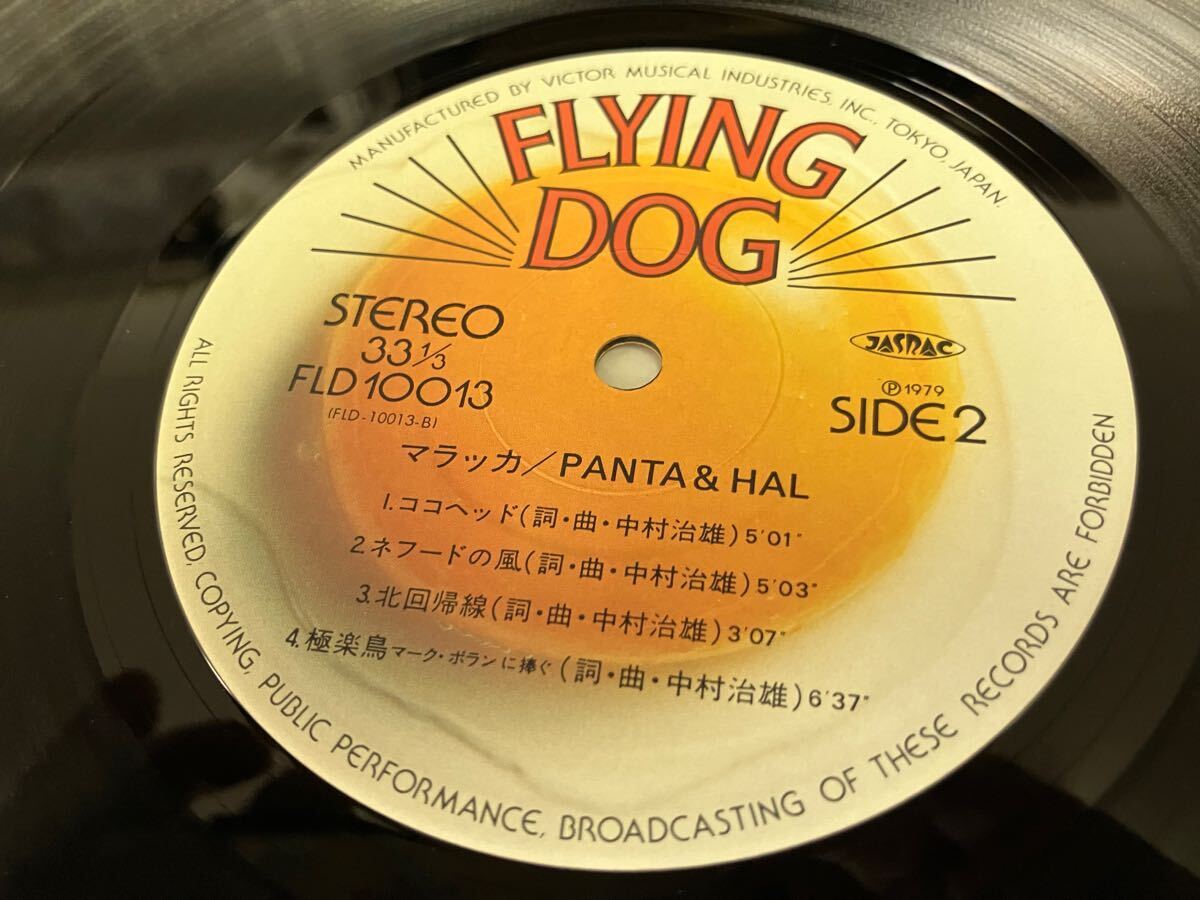 MANUFACTURED BY VICTOR MUSICAL INDUSTRIES, INC., TOKYO, JAPAN.
FLYING
DOG
STEREO
33 1/3
FLD 10013
(FLD-10013-B)
JASRAC
Ⓟ1979
SIDE 2
マラッカ/PANTA & HAL
1.ココヘッド(詞・曲・中村治雄)5'01"
2.ネフードの風(詞・曲・中村治雄)5'03"
3.北回帰線(詞・曲・中村治雄)3'07"
4.極楽鳥マーク・ボランに捧ぐ(詞・曲・中村治雄)6'37"
ALL RIGHTS RESERVED, COPYING, PUBLIC PERFORMANCE, BROADCASTING OF THESE RECORDS ARE FORBIDDEN